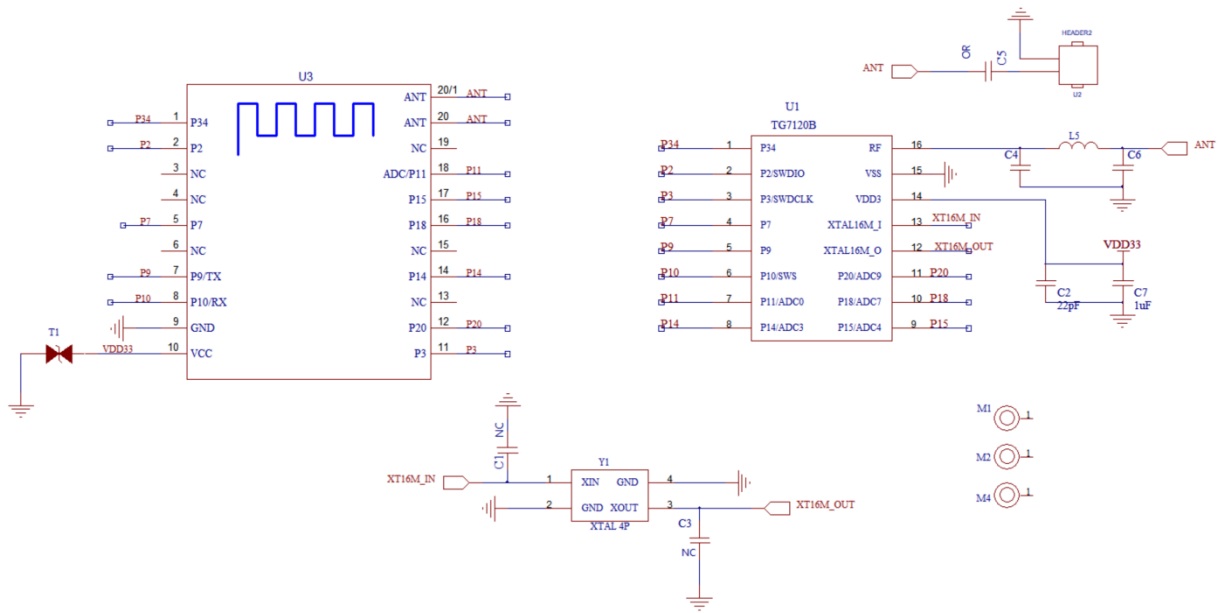 HEADER2
0R
C5
ANT
U2
U3
20/1
ANT
ANT
P34
1
P34
ANT
20
ANT
P2
2
P2
NC
19
3
NC
ADC/P11
18
P11
4
NC
P15
17
P15
P7
5
P7
P18
16
P18
6
NC
NC
15
P9
7
P9/TX
P14
14
P14
P10
8
P10/RX
NC
13
9
GND
P20
12
P20
T1
VDD33
10
VCC
P3
11
P3
U1
TG7120B
P34
1
P34
RF
16
C4
L5
C6
ANT
P2
2
P2/SWDIO
VSS
15
P3
3
P3/SWDCLK
VDD3
14
P7
4
P7
XTAL16M_I
13
XT16M_IN
P9
5
P9
XTAL16M_O
12
XT16M_OUT
VDD33
P10
6
P10/SWS
P20/ADC9
11
P20
P11
7
P11/ADC0
P18/ADC7
10
P18
P14
8
P14/ADC3
P15/ADC4
9
P15
C2
22pF
C7
1uF
NC
C1
XT16M_IN
Y1
1
XIN
GND
4
2
GND
XOUT
3
XTAL 4P
C3
NC
XT16M_OUT
M1
1
M2
1
M4
1